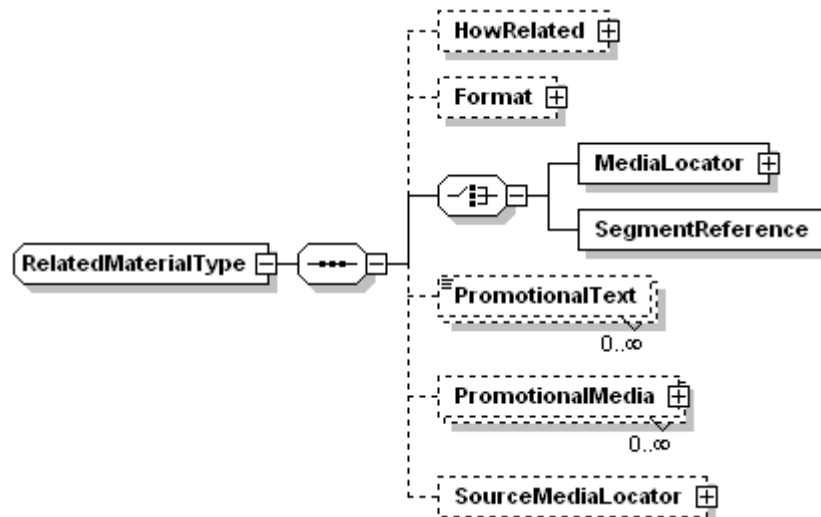 HowRelated
Format
MediaLocator
SegmentReference
RelatedMaterialType
PromotionalText
0..∞
PromotionalMedia
0..∞
SourceMediaLocator